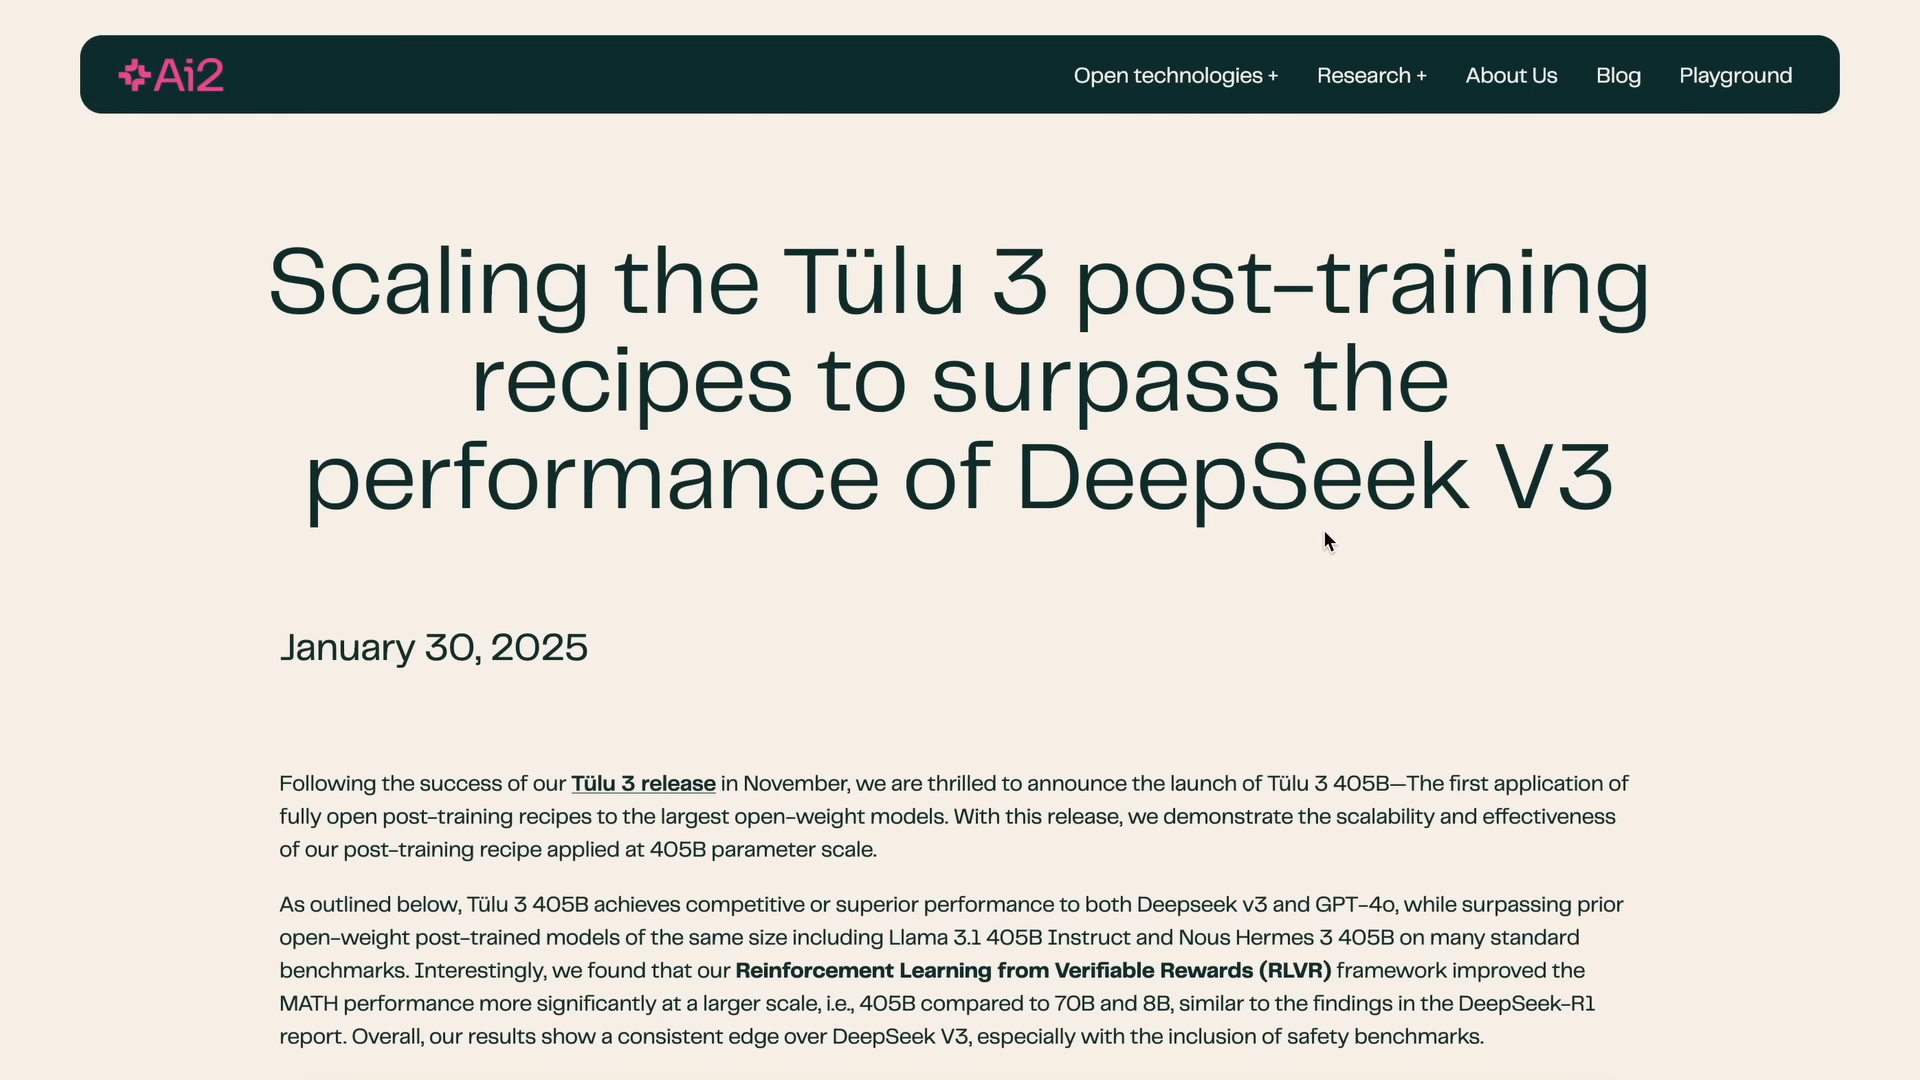 Ai2
Open technologies + Research + About Us Blog Playground
Scaling the Tülu 3 post-training
recipes to surpass the
performance of DeepSeek V3
January 30, 2025
Following the success of our Tülu 3 release in November, we are thrilled to announce the launch of Tülu 3 405B—The first application of
fully open post-training recipes to the largest open-weight models. With this release, we demonstrate the scalability and effectiveness
of our post-training recipe applied at 405B parameter scale.
As outlined below, Tülu 3 405B achieves competitive or superior performance to both Deepseek v3 and GPT-4o, while surpassing prior
open-weight post-trained models of the same size including Llama 3.1 405B Instruct and Nous Hermes 3 405B on many standard
benchmarks. Interestingly, we found that our Reinforcement Learning from Verifiable Rewards (RLVR) framework improved the
MATH performance more significantly at a larger scale, i.e., 405B compared to 70B and 8B, similar to the findings in the DeepSeek-R1
report. Overall, our results show a consistent edge over DeepSeek V3, especially with the inclusion of safety benchmarks.